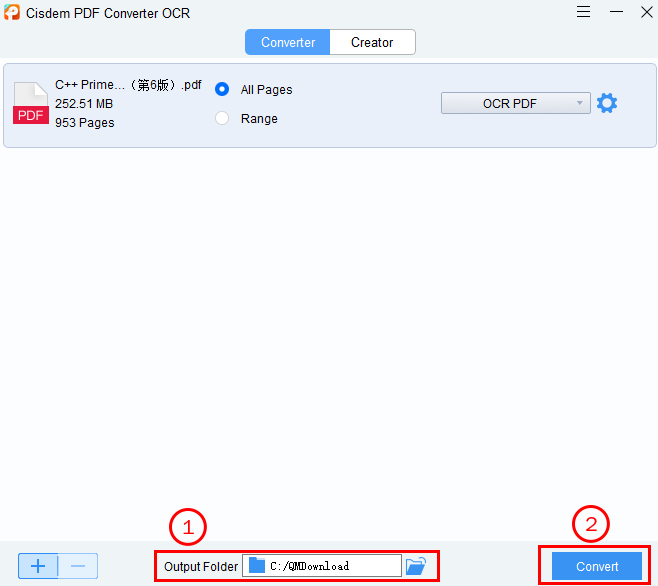 Cisdem PDF Converter OCR
Converter
Creator
C++ Prime...（第6版）.pdf
252.51 MB
953 Pages
PDF
All Pages
Range
OCR PDF
1
2
Output Folder
C:/QMDownload
Convert